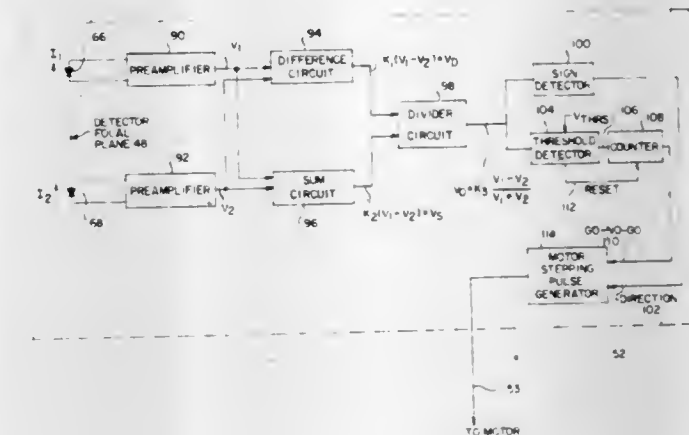 66
I₁
90
PREAMPLIFIER
V₁
94
DIFFERENCE
CIRCUIT
K₁(V₁-V₂)=VD
98
DIVIDER
CIRCUIT
100
SIGN
DETECTOR
104
VTHRS
106
108
THRESHOLD
DETECTOR
COUNTER
RESET
112
DETECTOR
FOCAL
PLANE 48
I₂
68
92
PREAMPLIFIER
V₂
SUM
CIRCUIT
96
K₂(V₁-V₂)=VS
VD=K3 V₁-V₂
V₁+V₂
114
GO-NO-GO
110
MOTOR
STEPPING
PULSE
GENERATOR
DIRECTION
102
52
53
TO MOTOR